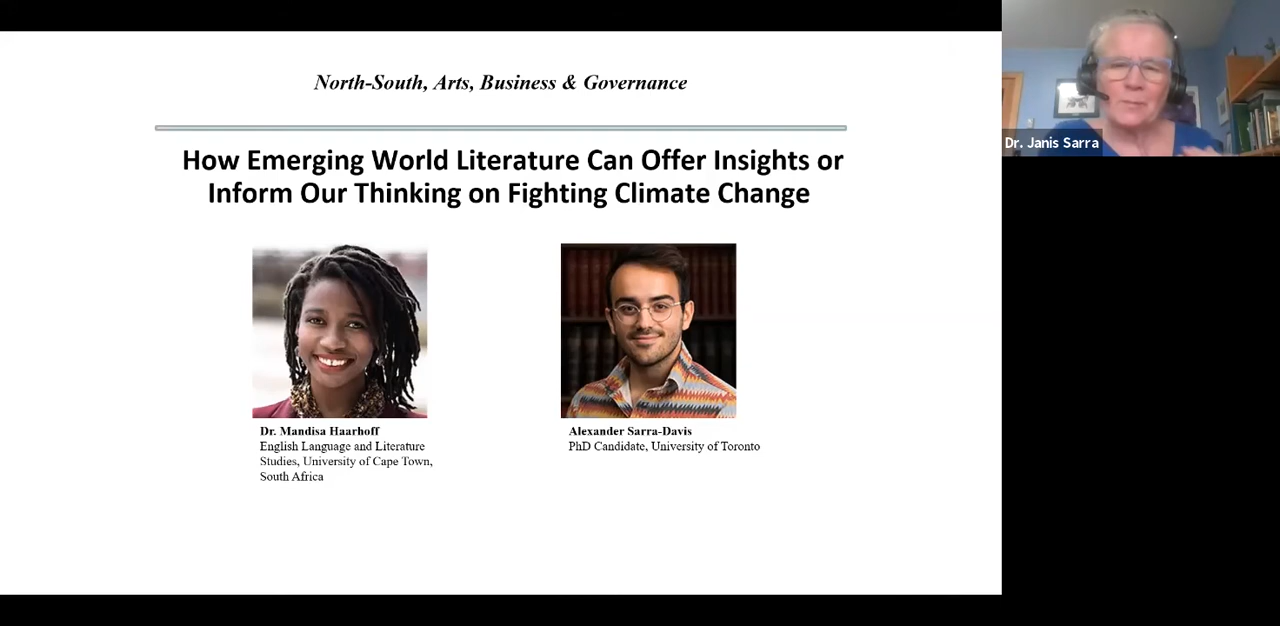 North-South, Arts, Business & Governance
How Emerging World Literature Can Offer Insights or
Inform Our Thinking on Fighting Climate Change
Dr. Mandisa Haarhoff
English Language and Literature
Studies, University of Cape Town,
South Africa
Alexander Sarra-Davis
PhD Candidate, University of Toronto
Dr. Janis Sarra